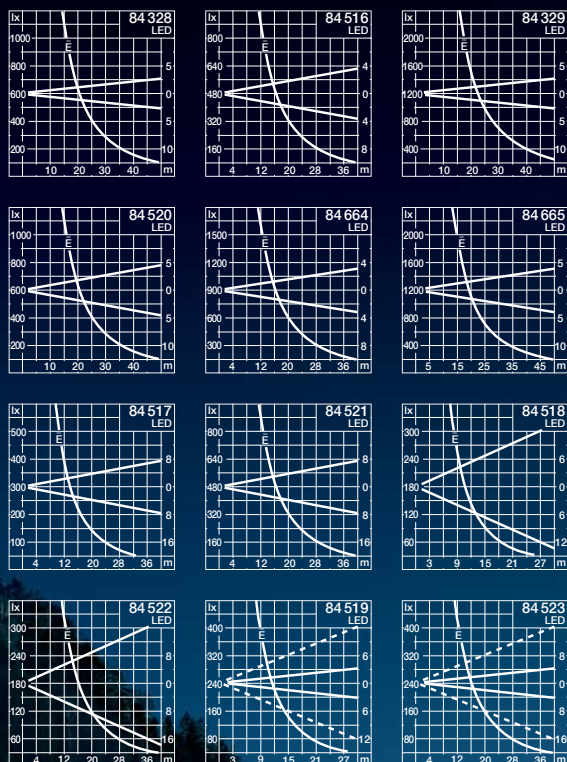 lx 84 328
LED
1000 Ē
800 5
600 0
400 5
200 10
10 20 30 40 m
lx 84 516
LED
800 Ē
640 4
480 0
320 4
160 8
4 12 20 28 36 m
lx 84 329
LED
2000 Ē
1600 5
1200 0
800 5
400 10
10 20 30 40 m
lx 84 520
LED
1000 Ē
800 5
600 0
400 5
200 10
10 20 30 40 m
lx 84 664
LED
1500 Ē
1200 4
900 0
600 4
300 8
4 12 20 28 36 m
lx 84 665
LED
2000 Ē
1600 5
1200 0
800 5
400 10
5 15 25 35 45 m
lx 84 517
LED
500 Ē
400 8
300 0
200 8
100 16
4 12 20 28 36 m
lx 84 521
LED
800 Ē
640 8
480 0
320 8
160 16
4 12 20 28 36 m
lx 84 518
LED
300 Ē
240 6
180 0
120 6
60 12
3 9 15 21 27 m
lx 84 522
LED
300 Ē
240 8
180 0
120 8
60 16
4 12 20 28 36 m
lx 84 519
LED
400 Ē
320 6
240 0
160 6
80 12
3 9 15 21 27 m
lx 84 523
LED
400 Ē
320 8
240 0
160 8
80 16
4 12 20 28 36 m